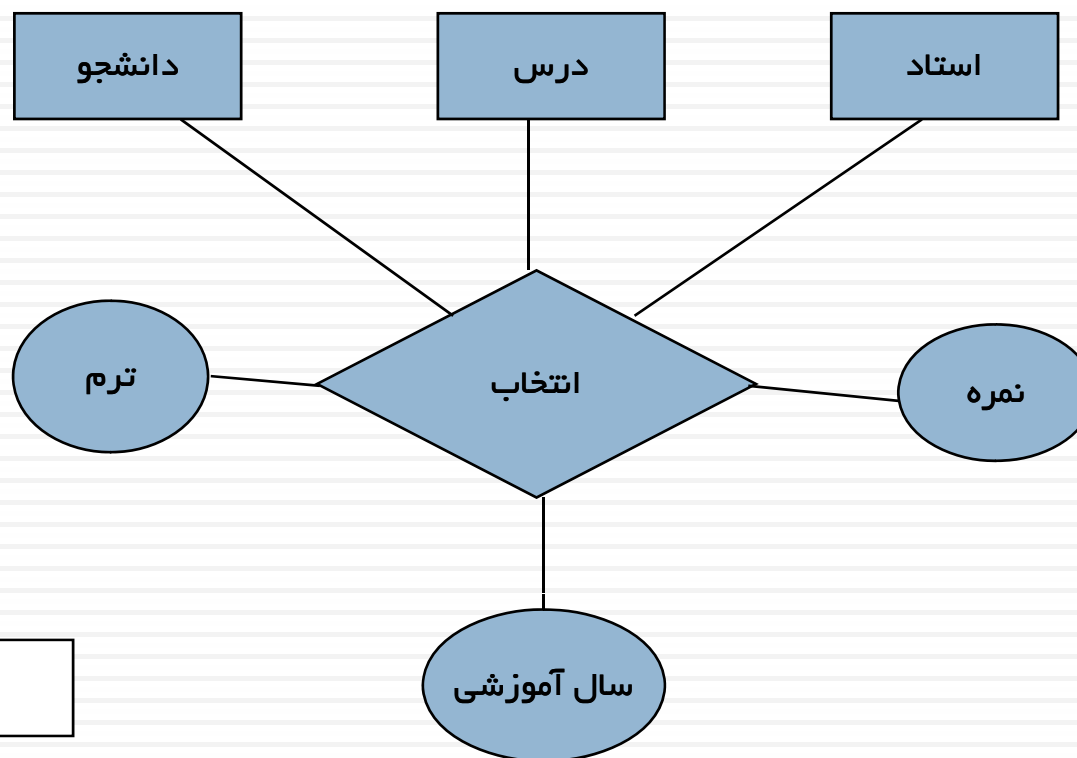 استاد
درس
دانشجو
انتخاب
ترم
نمره
سال آموزشی